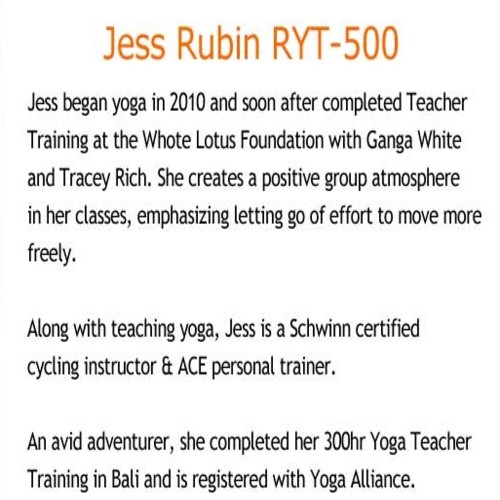 Jess Rubin RYT-500
Jess began yoga in 2010 and soon after completed Teacher
Training at the Whote Lotus Foundation with Ganga White
and Tracey Rich. She creates a positive group atmosphere
in her classes, emphasizing letting go of effort to move more
freely.
Along with teaching yoga, Jess is a Schwinn certified
cycling instructor & ACE personal trainer.
An avid adventurer, she completed her 300hr Yoga Teacher
Training in Bali and is registered with Yoga Alliance.